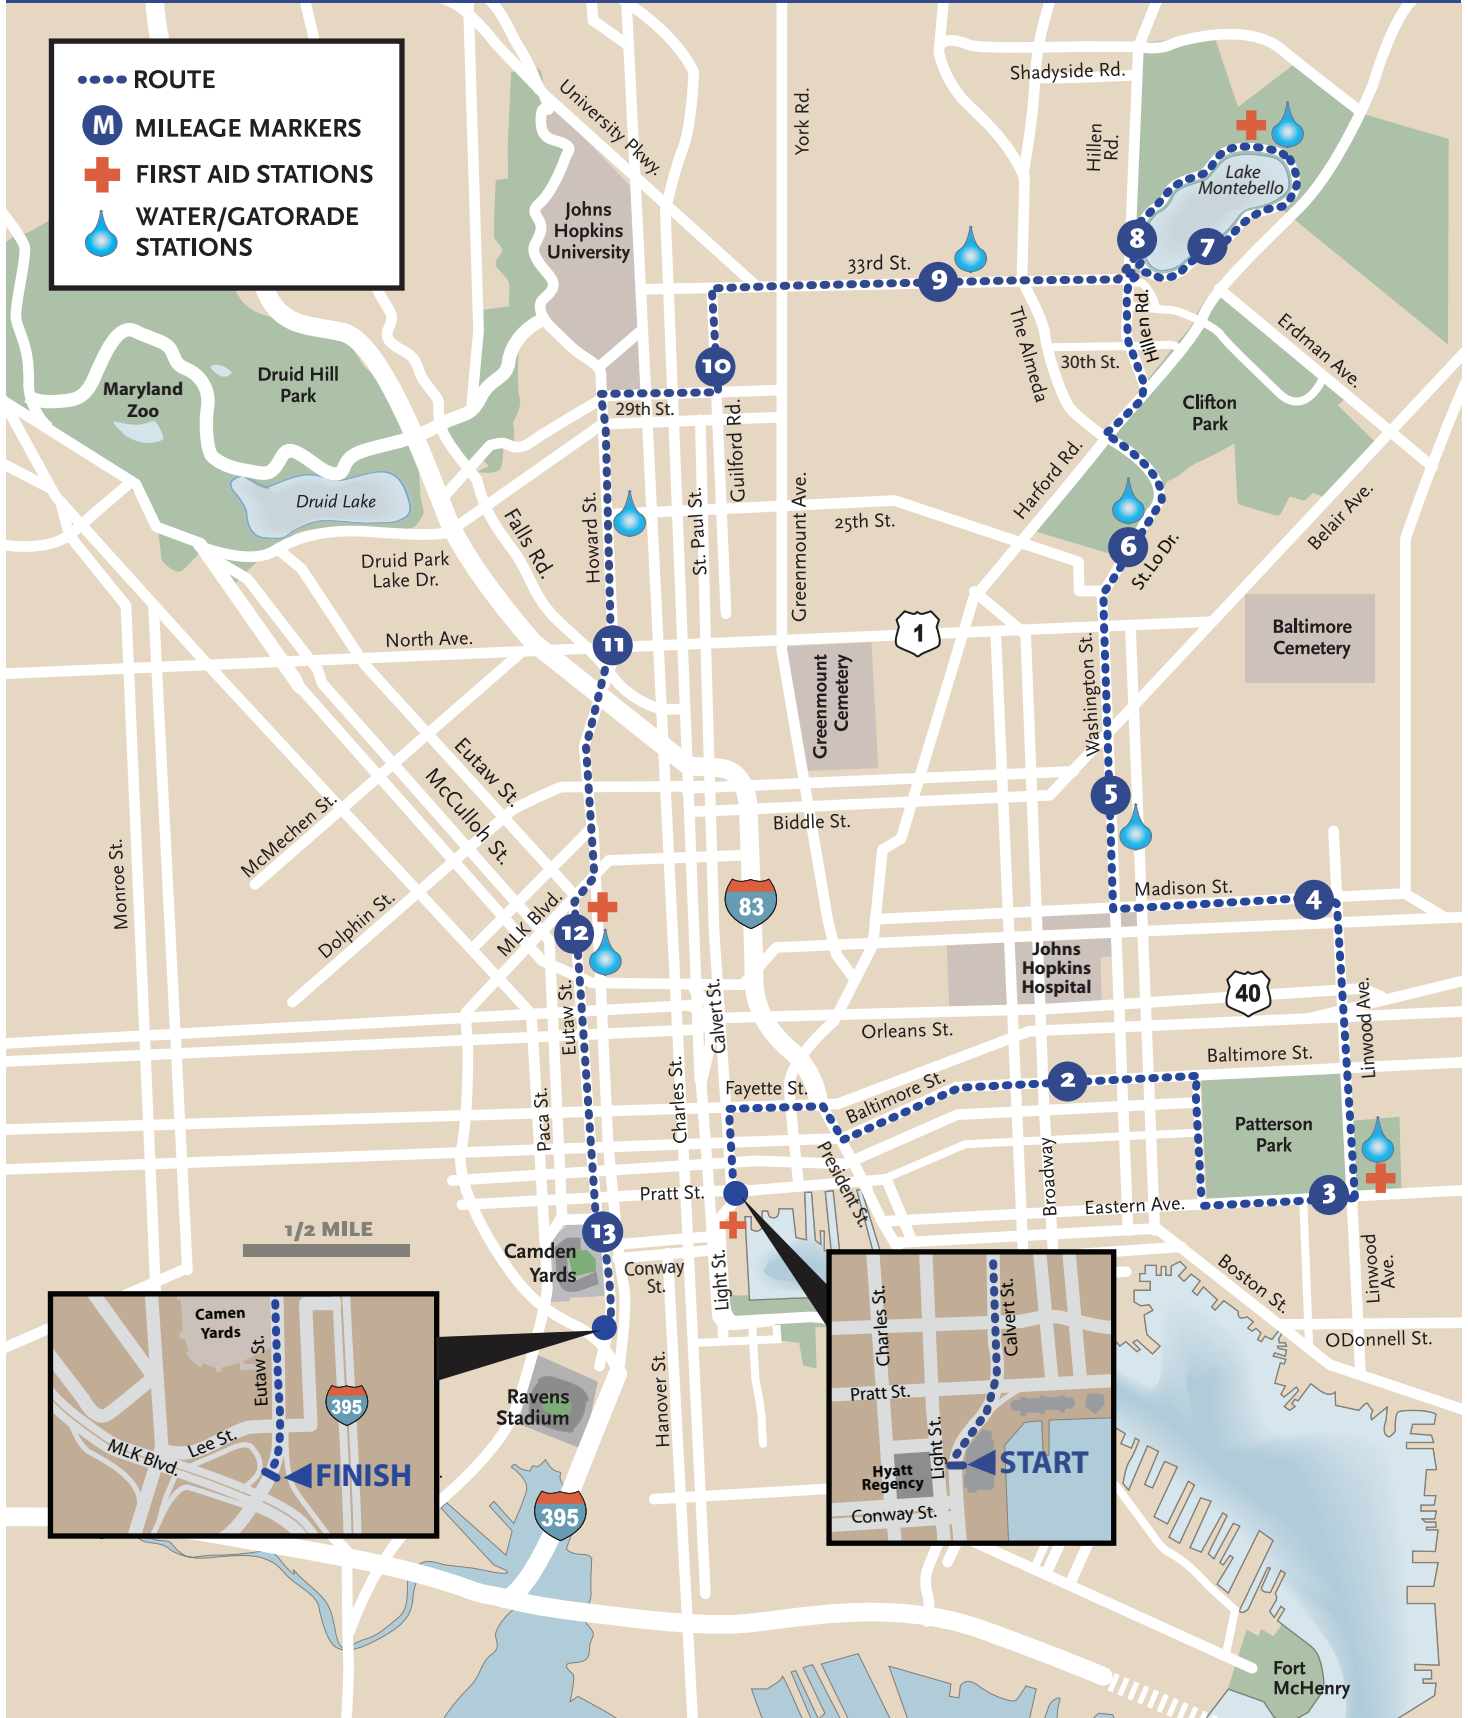 ROUTE
M MILEAGE MARKERS
FIRST AID STATIONS
WATER/GATORADE
STATIONS
University Pkwy.
York Rd.
Shadyside Rd.
Hillen
Rd.
Lake
Montebello
Johns
Hopkins
University
33rd St.
9
8
7
Hillen Rd.
The Almeda
30th St.
Erdman Ave.
Maryland
Zoo
Druid Hill
Park
10
29th St.
Guilford Rd.
Clifton
Park
Druid Lake
Harford Rd.
Falls Rd.
Howard St.
St. Paul St.
Greenmount Ave.
25th St.
Belair Ave.
Druid Park
Lake Dr.
6
St. Lo Dr.
North Ave.
11
1
Baltimore
Cemetery
Greenmount
Cemetery
Washington St.
Eutaw St.
McCulloh St.
McMechen St.
Biddle St.
5
Monroe St.
Dolphin St.
MLK Blvd.
83
Madison St.
4
12
Johns
Hopkins
Hospital
40
Eutaw St.
Calvert St.
Orleans St.
Linwood Ave.
Baltimore St.
Fayette St.
Baltimore St.
2
Paca St.
Charles St.
Patterson
Park
President St.
Broadway
Pratt St.
Eastern Ave.
3
1/2 MILE
13
Camden
Yards
Conway
St.
Light St.
Boston St.
Linwood
Ave.
ODonnell St.
Camen
Yards
Eutaw St.
395
Lee St.
MLK Blvd.
FINISH
Ravens
Stadium
Hanover St.
395
Charles St.
Calvert St.
Pratt St.
Light St.
Hyatt
Regency
START
Conway St.
Fort
McHenry